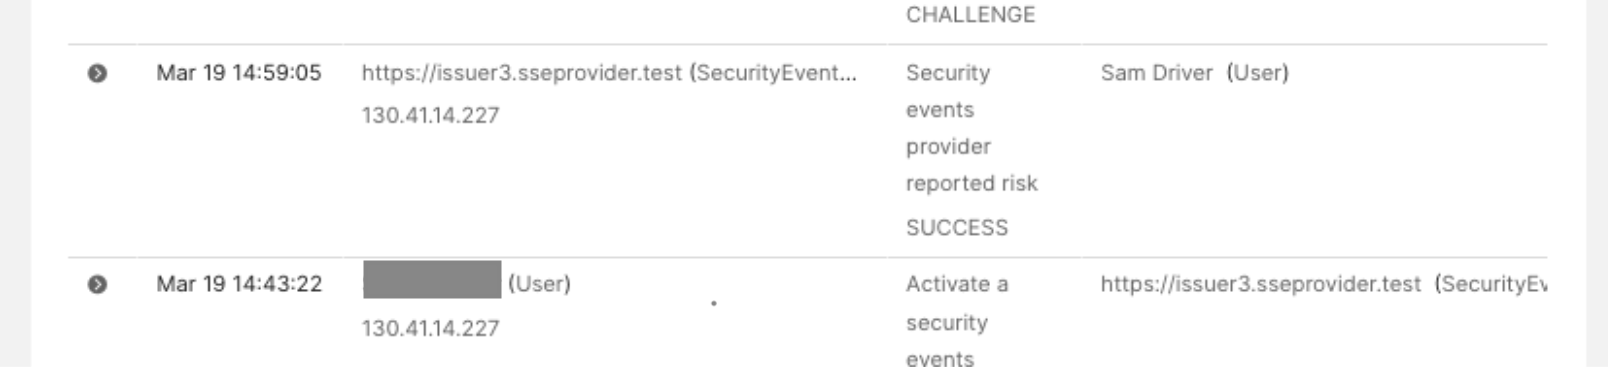 CHALLENGE
Mar 19 14:59:05 https://issuer3.sseprovider.test (SecurityEvent... Security Sam Driver (User)
130.41.14.227 events
provider
reported risk
SUCCESS
Mar 19 14:43:22 (User) Activate a https://issuer3.sseprovider.test (SecurityEv
130.41.14.227 security
events